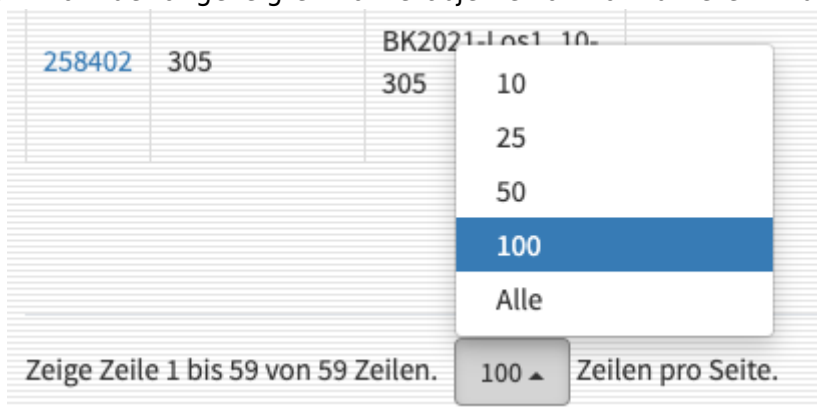 BK2021-Los1_10-
258402 305
305
10
25
50
100
Alle
Zeige Zeile 1 bis 59 von 59 Zeilen. 100 Zeilen pro Seite.